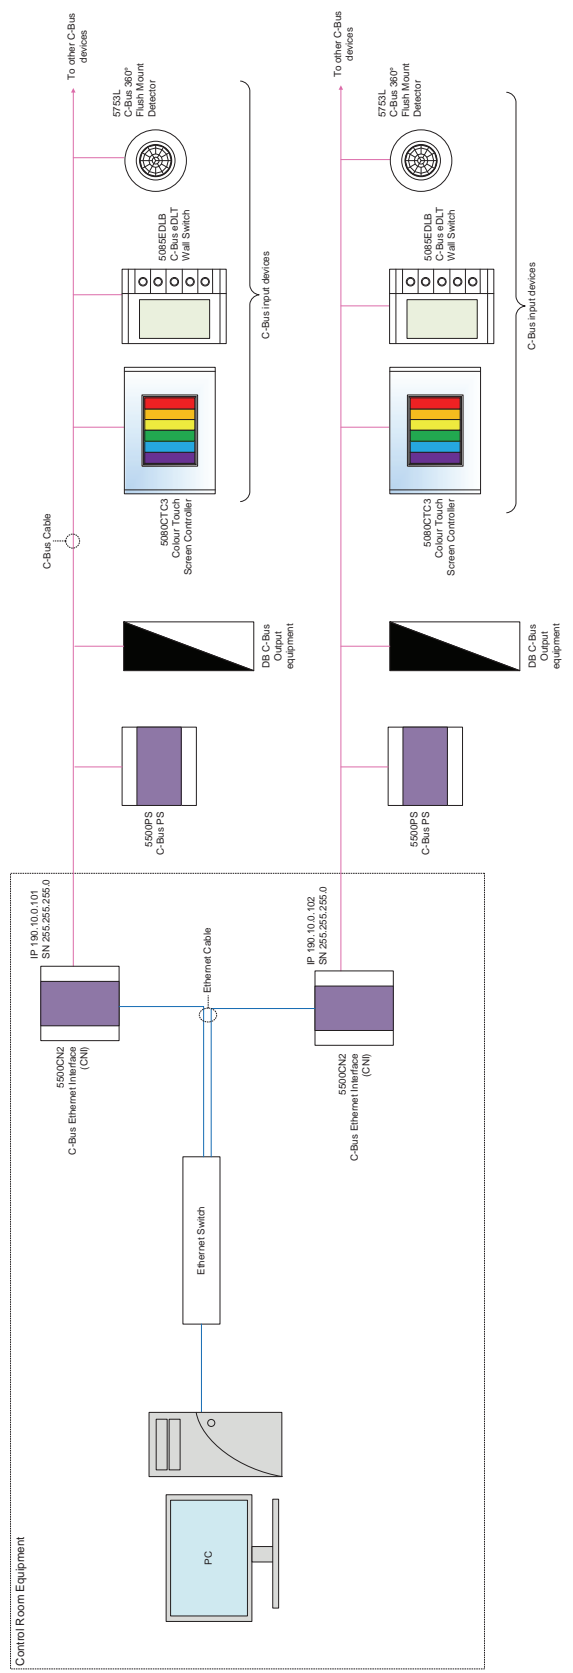 Control Room Equipment
PC
Ethernet Switch
Ethernet Cable
5500CN2
C-Bus Ethernet Interface
(CNI)
IP 190.10.0.101
SN 255.255.255.0
5500PS
C-Bus PS
DB C-Bus
Output
equipment
C-Bus Cable
5080CTC3
Colour Touch
Screen Controller
5085EDLB
C-Bus eDLT
Wall Switch
5753L
C-Bus 360°
Flush Mount
Detector
C-Bus input devices
To other C-Bus
devices
5500CN2
C-Bus Ethernet Interface
(CNI)
IP 190.10.0.102
SN 255.255.255.0
5500PS
C-Bus PS
DB C-Bus
Output
equipment
5080CTC3
Colour Touch
Screen Controller
5085EDLB
C-Bus eDLT
Wall Switch
5753L
C-Bus 360°
Flush Mount
Detector
C-Bus input devices
To other C-Bus
devices